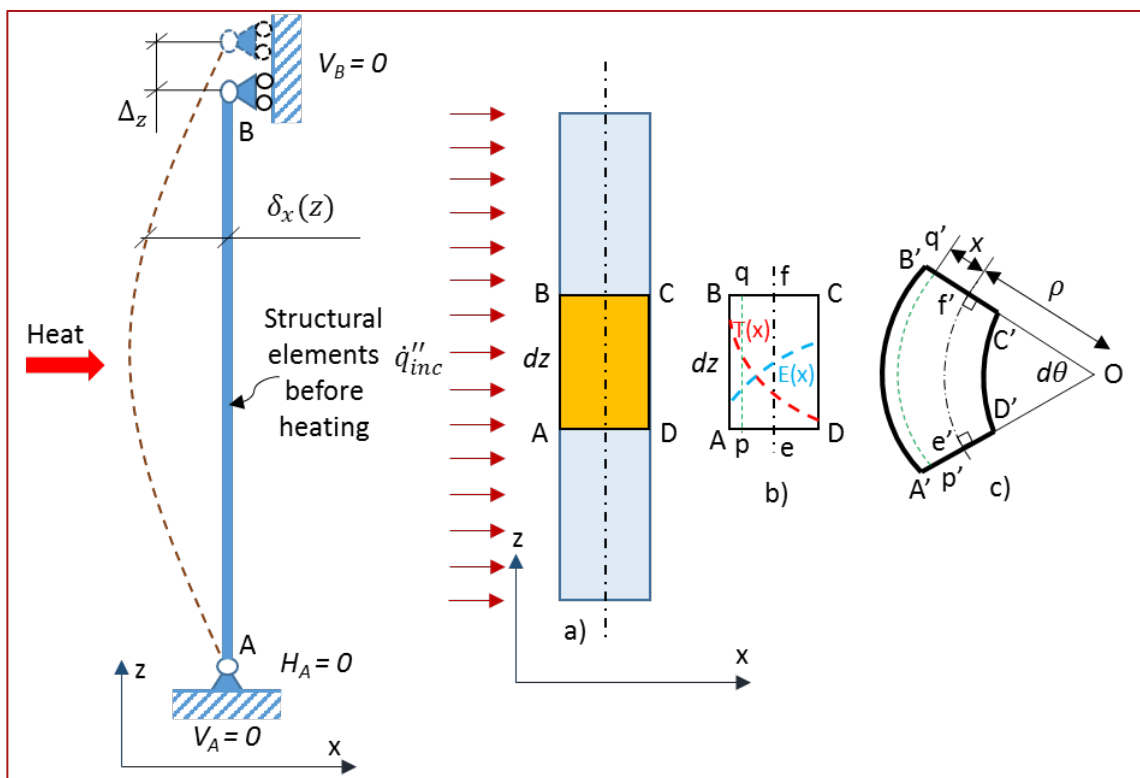 V_B = 0
Δ_z
B
δ_x(z)
Heat
Structural
elements
before
heating
A
H_A = 0
V_A = 0
z
x
q̇″_inc
B
C
dz
A
D
a)
z
x
q
f
B
C
T(x)
dz
E(x)
A
D
p
e
b)
q'
x
B'
ρ
f'
C'
dθ
O
D'
e'
p'
A'
c)